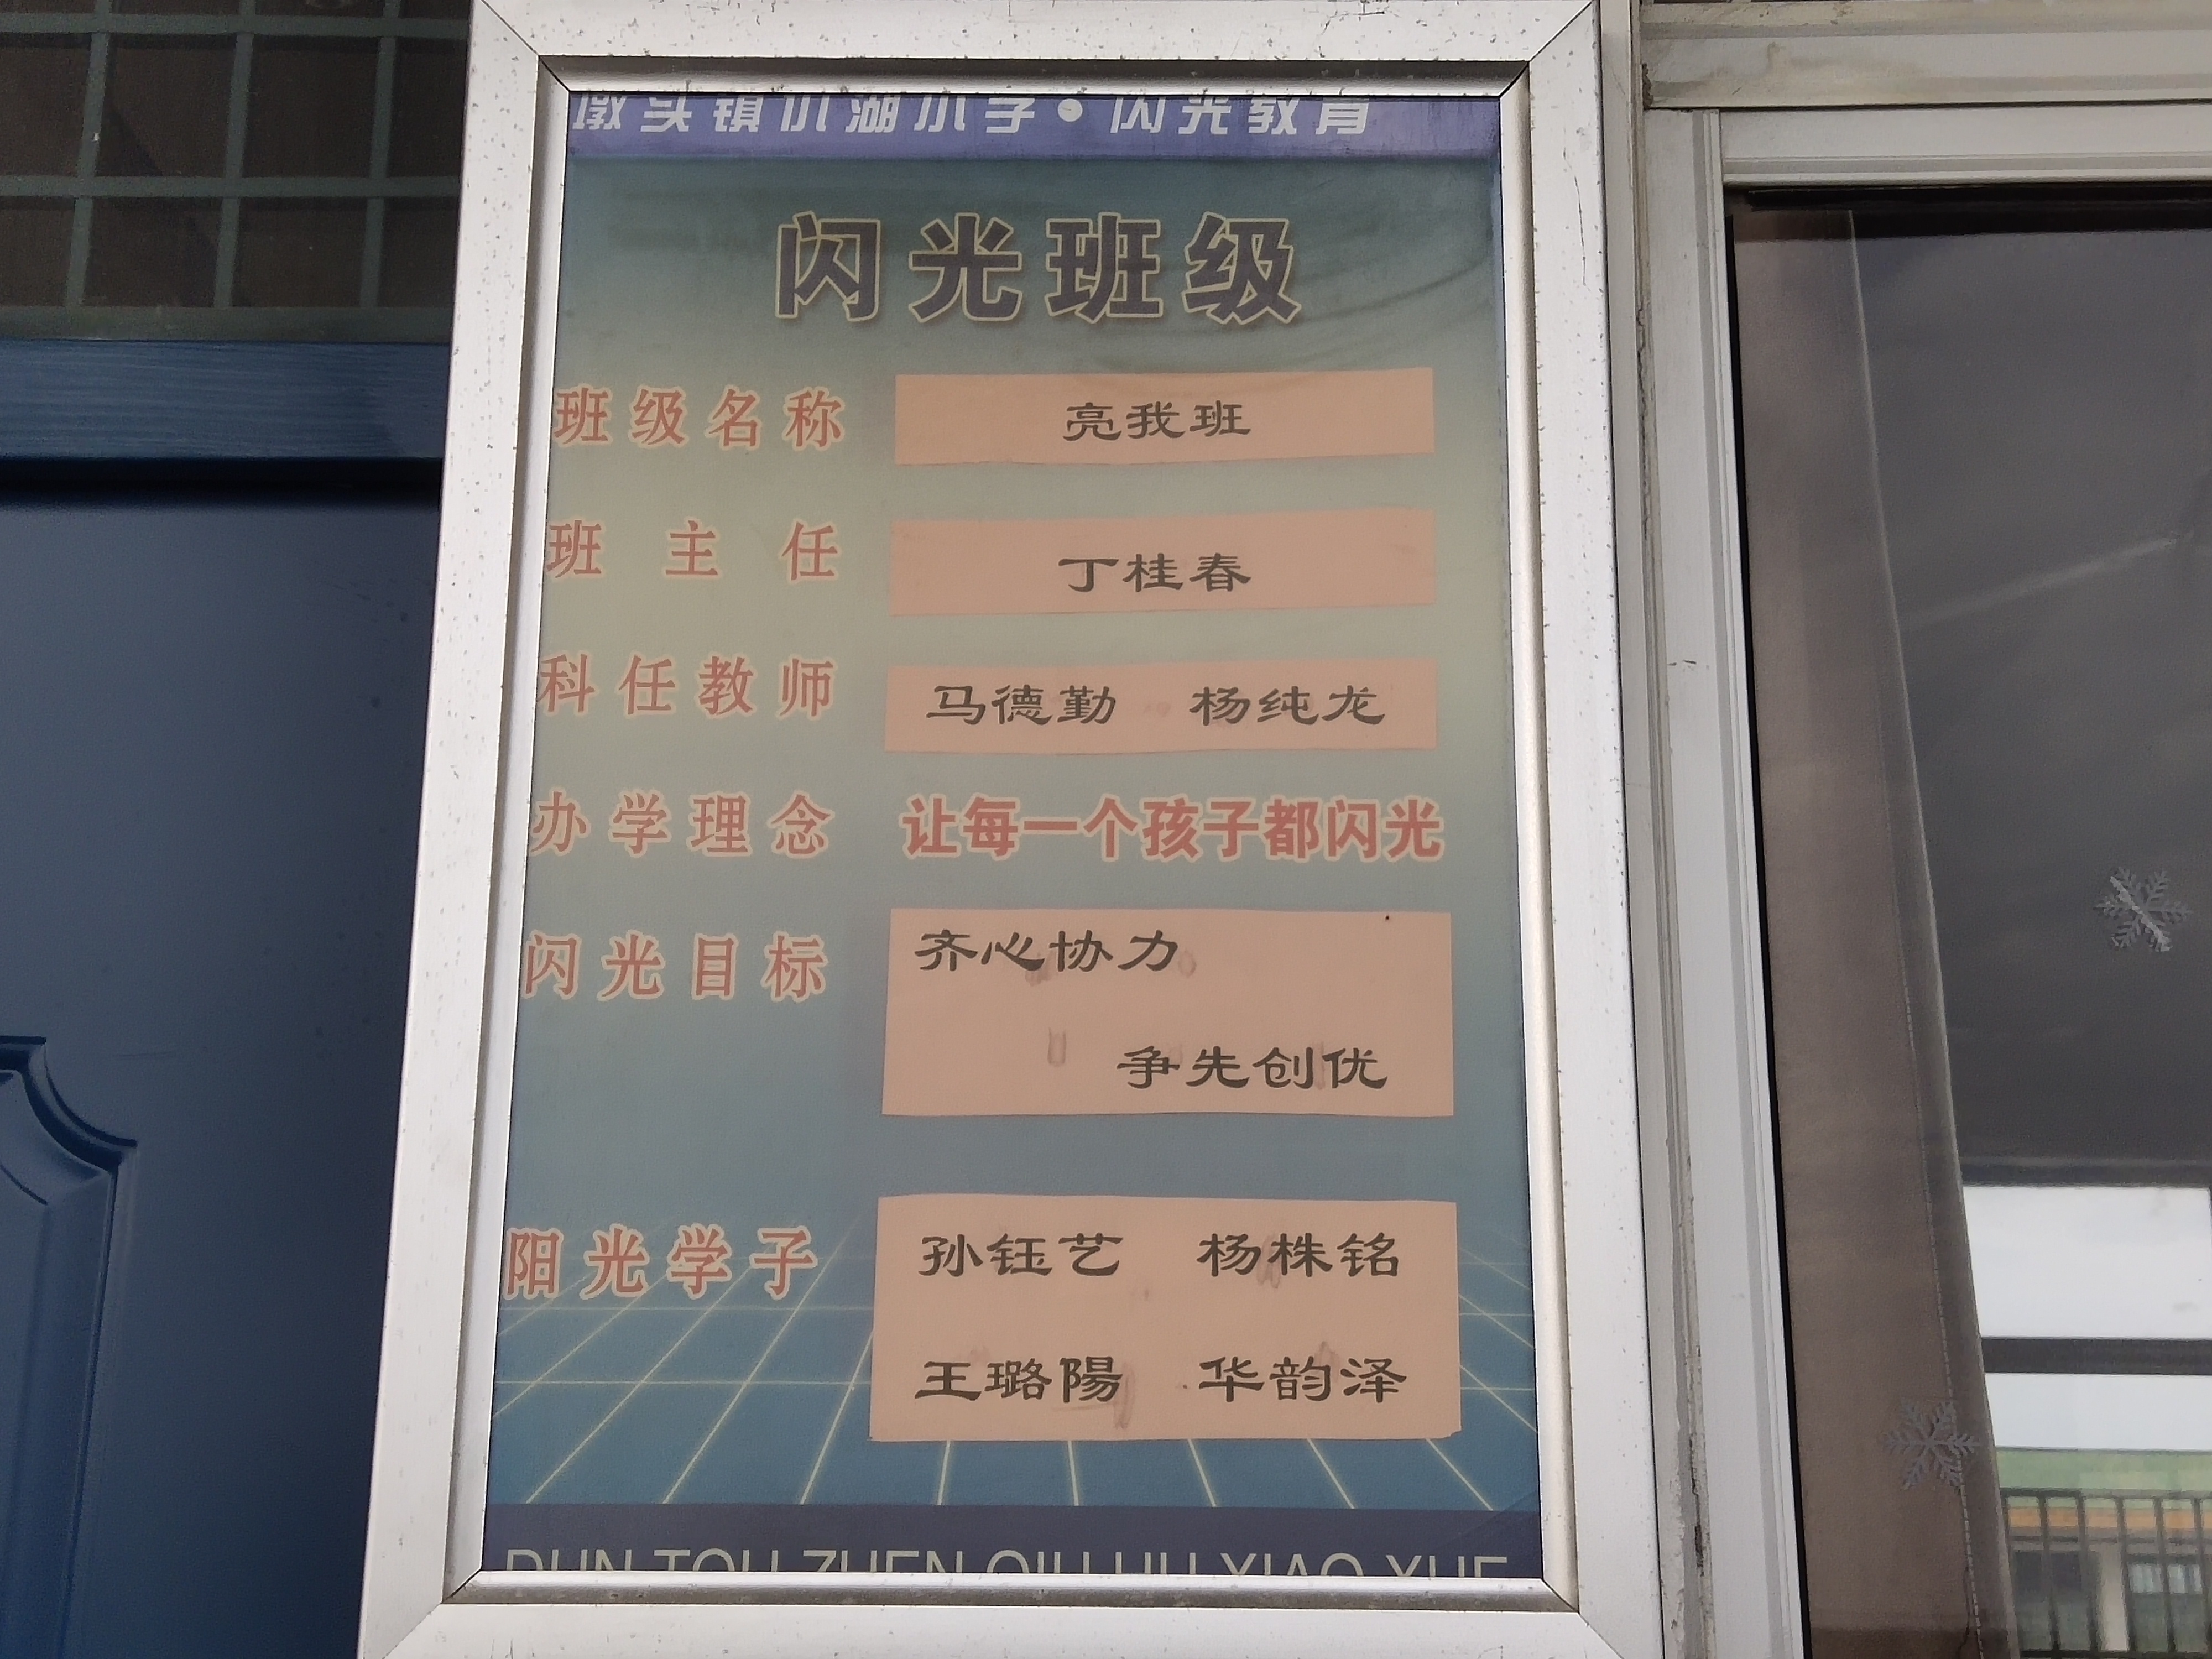 墩头镇仇湖小学•闪光教育
闪光班级
班级名称 亮我班
班主任 丁桂春
科任教师 马德勤 杨纯龙
办学理念 让每一个孩子都闪光
闪光目标 齐心协力
争先创优
阳光学子 孙钰艺 杨株铭
王璐陽 华韵泽
DUN TOU ZHEN QIU HU XIAO XUE